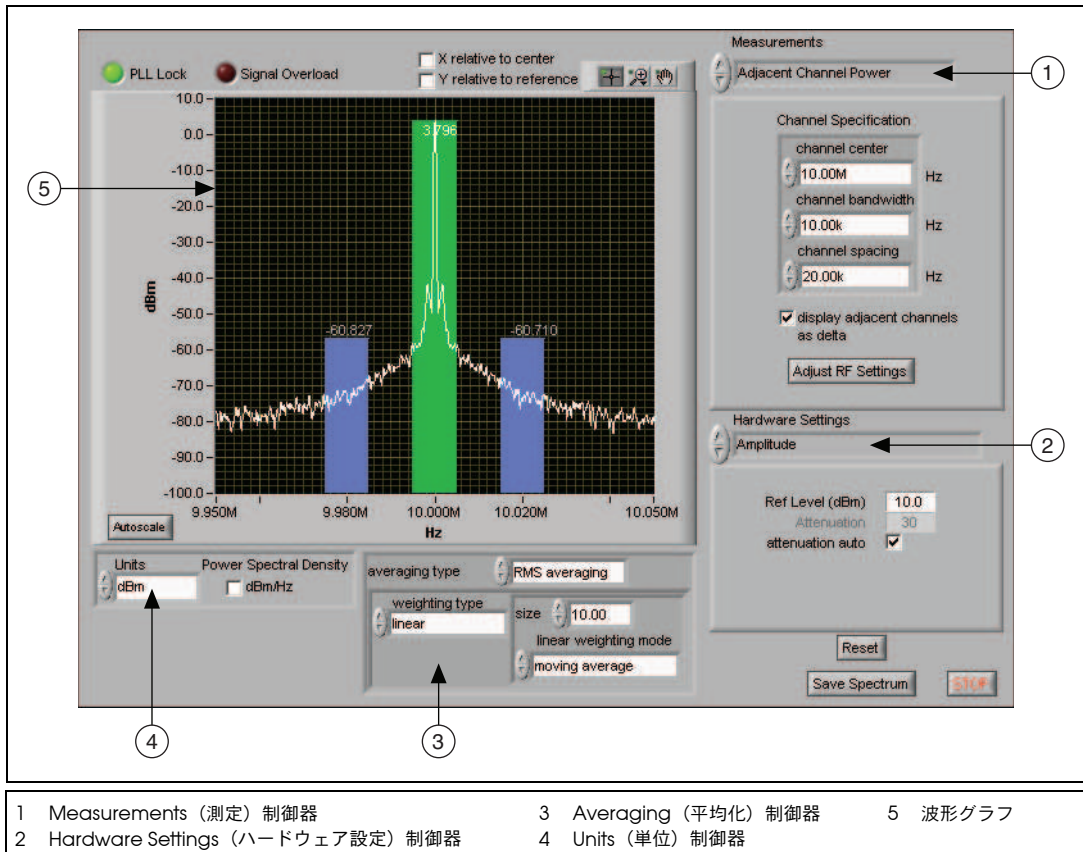 PLL Lock
Signal Overload
X relative to center
Y relative to reference
10.0
0.0
-10.0
-20.0
-30.0
-40.0
-50.0
-60.0
-70.0
-80.0
-90.0
-100.0
dBm
3.796
-60.827
-60.710
9.950M
9.980M
10.000M
10.020M
10.050M
Hz
Autoscale
5
Measurements
Adjacent Channel Power
1
Channel Specification
channel center
10.00M Hz
channel bandwidth
10.00k Hz
channel spacing
20.00k Hz
display adjacent channels
as delta
Adjust RF Settings
Hardware Settings
Amplitude
2
Ref Level (dBm) 10.0
Attenuation 30
attenuation auto
Units
dBm
Power Spectral Density
dBm/Hz
averaging type RMS averaging
weighting type
linear
size 10.00
linear weighting mode
moving average
Reset
Save Spectrum
STOP
4
3
1 Measurements（測定）制御器
2 Hardware Settings（ハードウェア設定）制御器
3 Averaging（平均化）制御器
4 Units（単位）制御器
5 波形グラフ